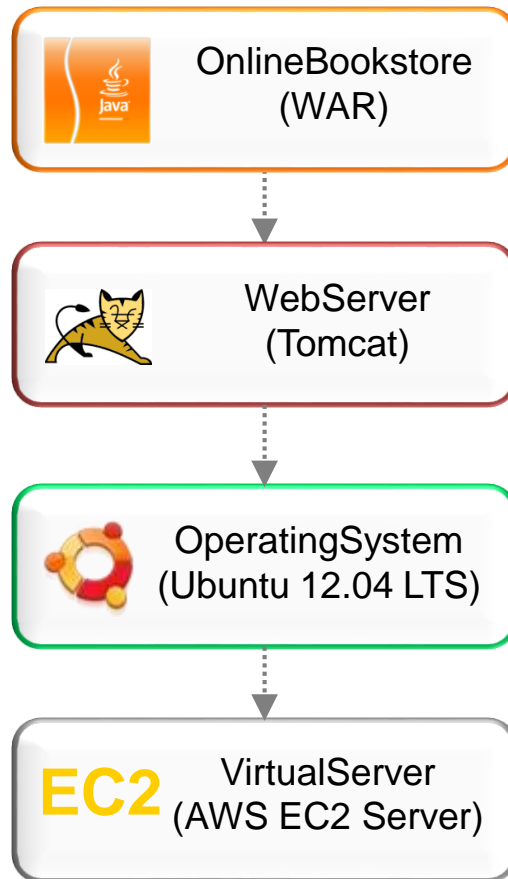 Java
OnlineBookstore
(WAR)
WebServer
(Tomcat)
OperatingSystem
(Ubuntu 12.04 LTS)
EC2
VirtualServer
(AWS EC2 Server)